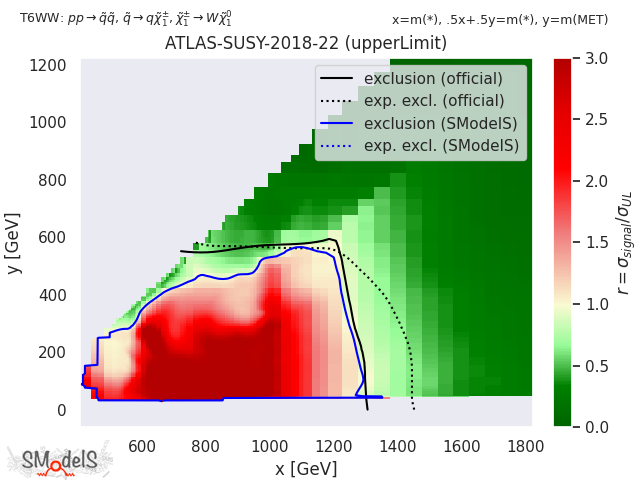 T6WW: pp → q̃q̃, q̃ → qχ̃₁±, χ̃₁± → Wχ̃₁⁰
x=m(*), .5x+.5y=m(*), y=m(MET)
ATLAS-SUSY-2018-22 (upperLimit)
exclusion (official)
exp. excl. (official)
exclusion (SModelS)
exp. excl. (SModelS)
y [GeV]
1200
1000
800
600
400
200
0
600
800
1000
1200
1400
1600
1800
x [GeV]
3.0
2.5
2.0
1.5
1.0
0.5
0.0
r = σ_signal/σ_UL
SModelS